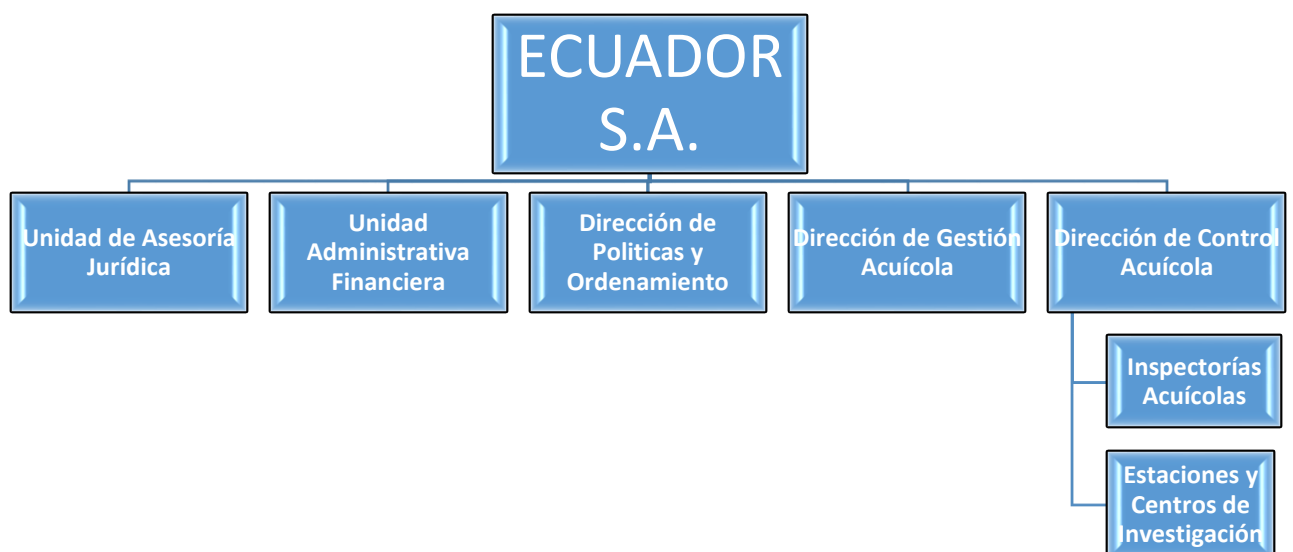 ECUADOR
S.A.
Unidad de Asesoría
Jurídica
Unidad
Administrativa
Financiera
Dirección de
Politicas y
Ordenamiento
Dirección de Gestión
Acuícola
Dirección de Control
Acuícola
Inspectorías
Acuícolas
Estaciones y
Centros de
Investigación